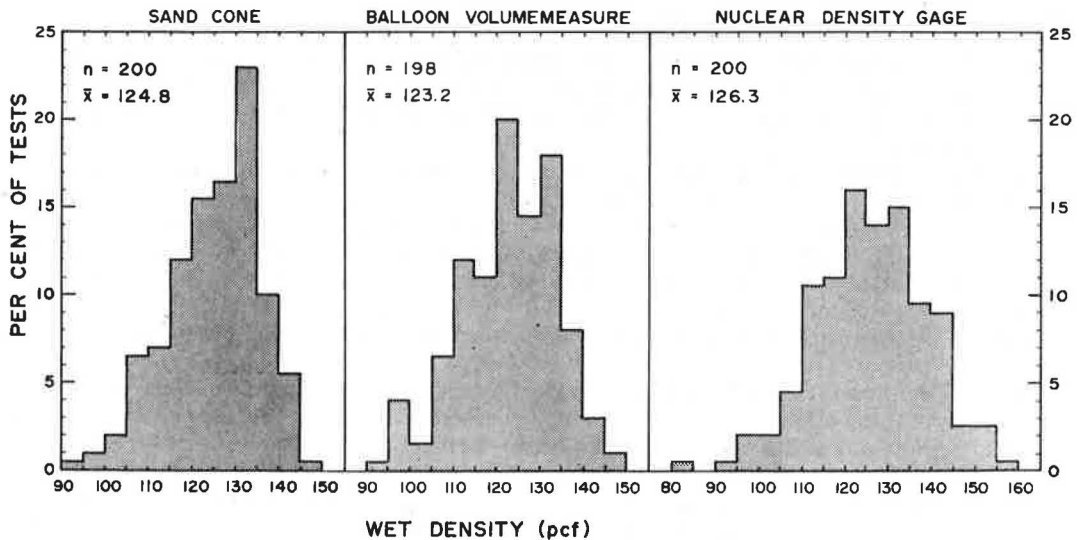 SAND CONE
BALLOON VOLUMEMEASURE
NUCLEAR DENSITY GAGE
n = 200
x̄ = 124.8
n = 198
x̄ = 123.2
n = 200
x̄ = 126.3
PER CENT OF TESTS
25
20
15
10
5
0
25
20
15
10
5
0
90 100 110 120 130 140 150
90 100 110 120 130 140 150
80 90 100 110 120 130 140 150 160
WET DENSITY (pcf)